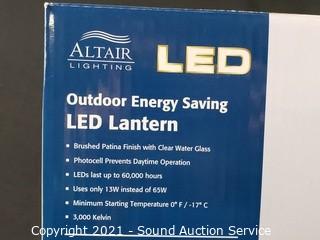 ALTAIR
LIGHTING
LED
Outdoor Energy Saving
LED Lantern
• Brushed Patina Finish with Clear Water Glass
• Photocell Prevents Daytime Operation
• LEDs last up to 60,000 hours
• Uses only 13W instead of 65W
• Minimum Starting Temperature 0° F / -17° C
• 3,000 Kelvin
Copyright 2021 - Sound Auction Service